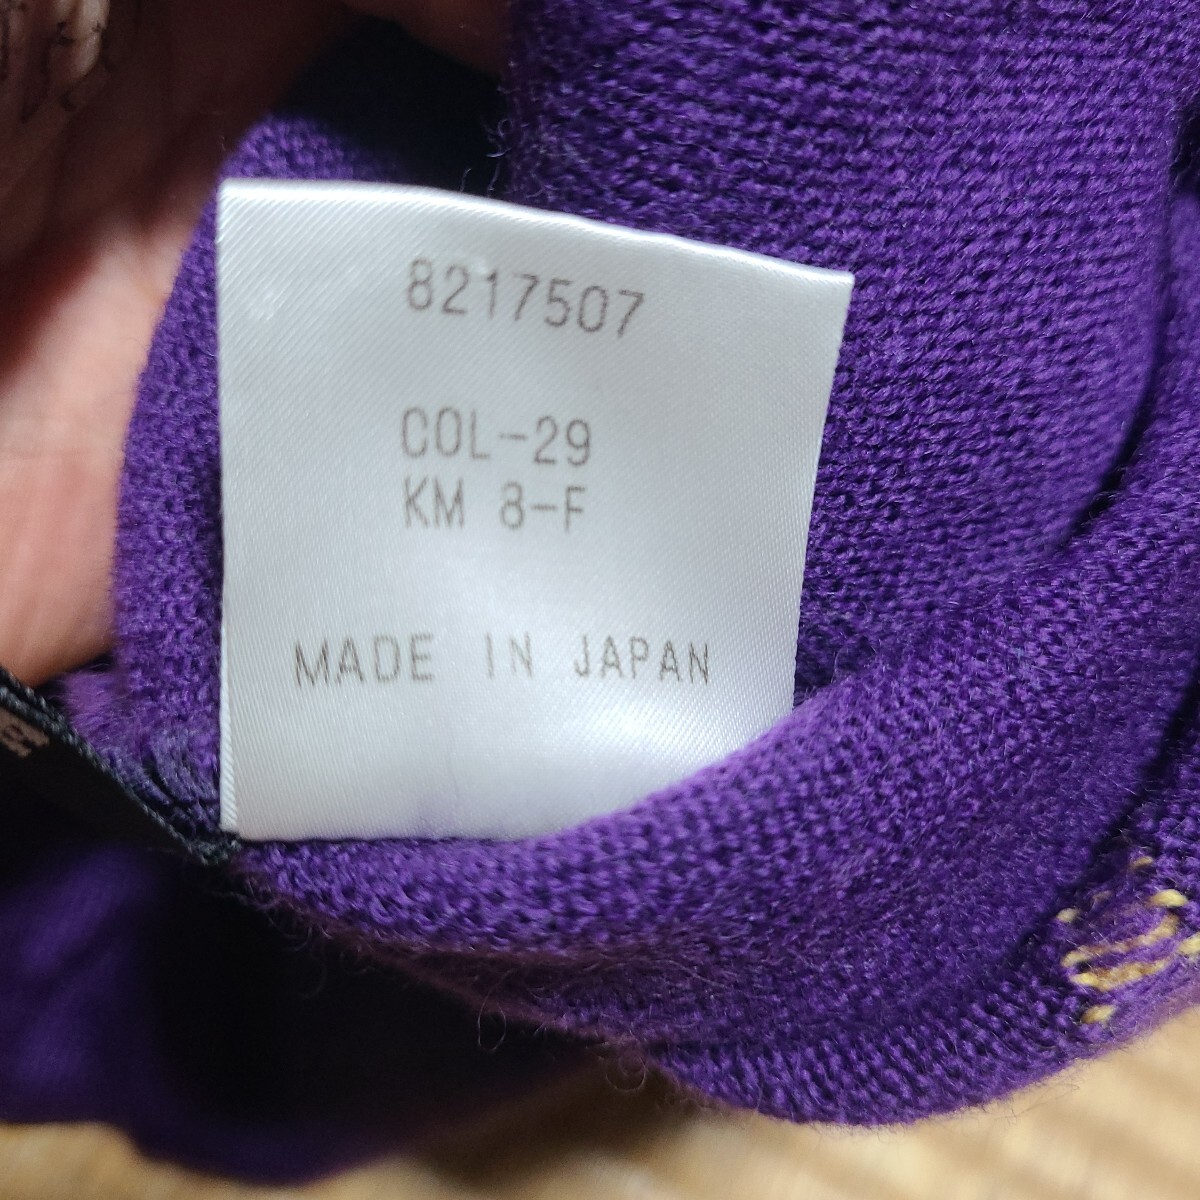 8217507
COL-29
KM 8-F
MADE IN JAPAN